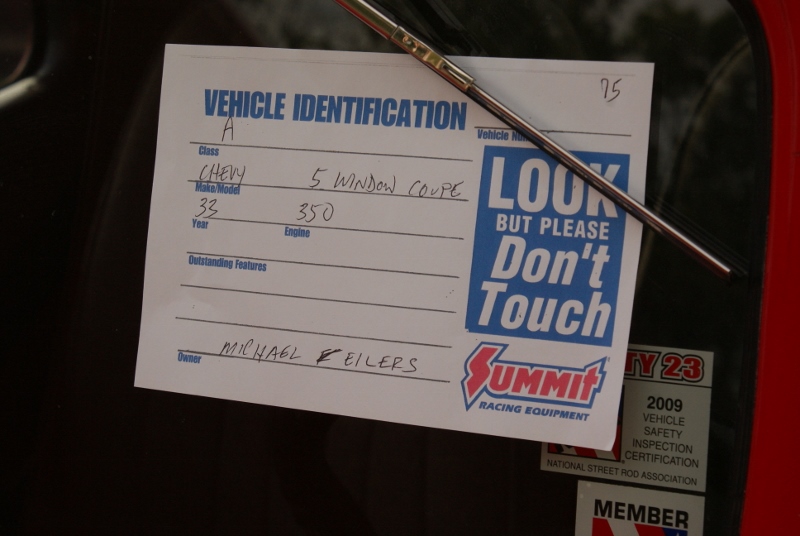 75
VEHICLE IDENTIFICATION
Vehicle
A
Class
CHEVY 5 WINDOW COUPE
Make/Model
33 350
Year Engine
Outstanding Features
MICHAEL EILERS
Owner
LOOK
BUT PLEASE
Don't
Touch
SUMMIT
RACING EQUIPMENT
TY 23
2009
VEHICLE
SAFETY
INSPECTION
CERTIFICATION
NATIONAL STREET ROD ASSOCIATION
MEMBER